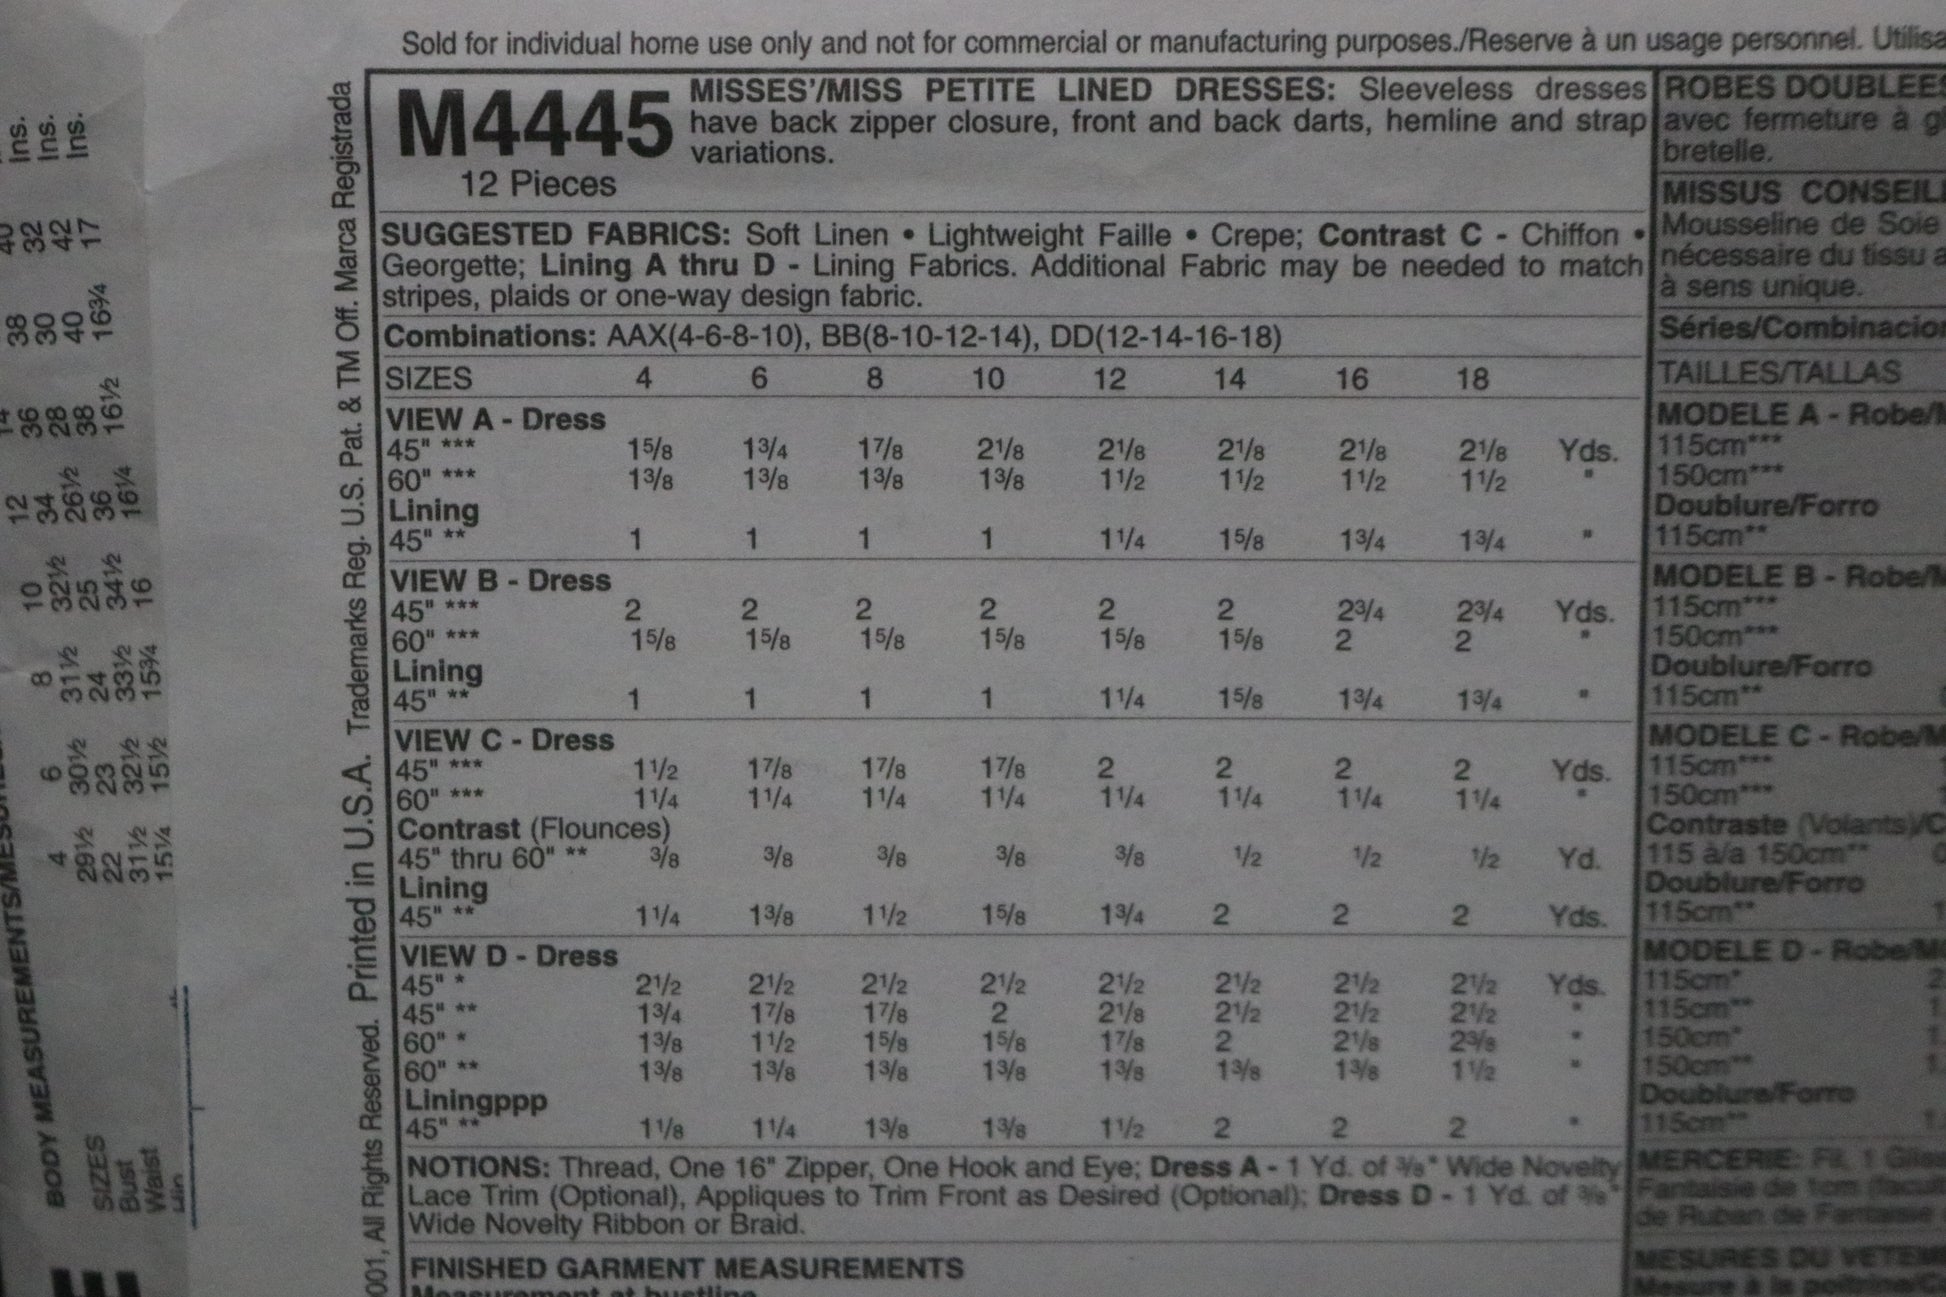 Sold for individual home use only and not for commercial or manufacturing purposes./Reserve à un usage personnel. Utilisa
M4445
12 Pieces
MISSES'/MISS PETITE LINED DRESSES: Sleeveless dresses
have back zipper closure, front and back darts, hemline and strap
variations.
SUGGESTED FABRICS: Soft Linen • Lightweight Faille • Crepe; Contrast C - Chiffon •
Georgette; Lining A thru D - Lining Fabrics. Additional Fabric may be needed to match
stripes, plaids or one-way design fabric.
Combinations: AAX(4-6-8-10), BB(8-10-12-14), DD(12-14-16-18)
SIZES 4 6 8 10 12 14 16 18
VIEW A - Dress
45" *** 15/8 13/4 17/8 21/8 21/8 21/8 21/8 21/8 Yds.
60" *** 13/8 13/8 13/8 13/8 11/2 11/2 11/2 11/2 "
Lining
45" ** 1 1 1 1 11/4 15/8 13/4 13/4 "
VIEW B - Dress
45" *** 2 2 2 2 2 2 23/4 23/4 Yds.
60" *** 15/8 15/8 15/8 15/8 15/8 15/8 2 2 "
Lining
45" ** 1 1 1 1 11/4 15/8 13/4 13/4 "
VIEW C - Dress
45" *** 11/2 17/8 17/8 17/8 2 2 2 2 Yds.
60" *** 11/4 11/4 11/4 11/4 11/4 11/4 11/4 11/4 "
Contrast (Flounces)
45" thru 60" ** 3/8 3/8 3/8 3/8 3/8 1/2 1/2 1/2 Yd.
Lining
45" ** 11/4 13/8 11/2 15/8 13/4 2 2 2 Yds.
VIEW D - Dress
45" * 21/2 21/2 21/2 21/2 21/2 21/2 21/2 21/2 Yds.
45" ** 13/4 17/8 17/8 2 21/8 21/2 21/2 21/2 "
60" * 13/8 11/2 15/8 15/8 17/8 2 21/8 23/8 "
60" ** 13/8 13/8 13/8 13/8 13/8 13/8 13/8 11/2 "
Liningppp
45" ** 11/8 11/4 13/8 13/8 11/2 2 2 2 "
NOTIONS: Thread, One 16" Zipper, One Hook and Eye; Dress A - 1 Yd. of 3/8" Wide Novelty
Lace Trim (Optional), Appliques to Trim Front as Desired (Optional); Dress D - 1 Yd. of 3/8"
Wide Novelty Ribbon or Braid.
FINISHED GARMENT MEASUREMENTS
Measurement at bustline
ROBES DOUBLEES
avec fermeture à gl
bretelle.
MISSUS CONSEIL
Mousseline de Soie
nécessaire du tissu a
à sens unique.
Séries/Combinacion
TAILLES/TALLAS
MODELE A - Robe/
115cm***
150cm***
Doublure/Forro
115cm**
MODELE B - Robe/
115cm***
150cm***
Doublure/Forro
115cm**
MODELE C - Robe/
115cm***
150cm***
Contraste (Volants)/C
115 à/a 150cm**
Doublure/Forro
115cm**
MODELE D - Robe/
115cm*
115cm**
150cm*
150cm**
Doublure/Forro
115cm**
MERCERIE: Fil, 1
Fantaisie de 1cm
de Ruban de Fantaisie
MESURES DU VETEM
Mesure à la poitrine
001, All Rights Reserved. Printed in U.S.A. Trademarks Reg. U.S. Pat. & TM Off. Marca Registrada
BODY MEASUREMENTS/MESURES
SIZES 4 6 8 10 12 14
Bust 29½ 30½ 31½ 32½ 34 36 38 40 Ins.
Waist 22 23 24 25 26½ 28 30 32 Ins.
Hip 31½ 32½ 33½ 34½ 36 38 40 42 Ins.
15¼ 15½ 15¾ 16 16¼ 16½ 16¾ 17